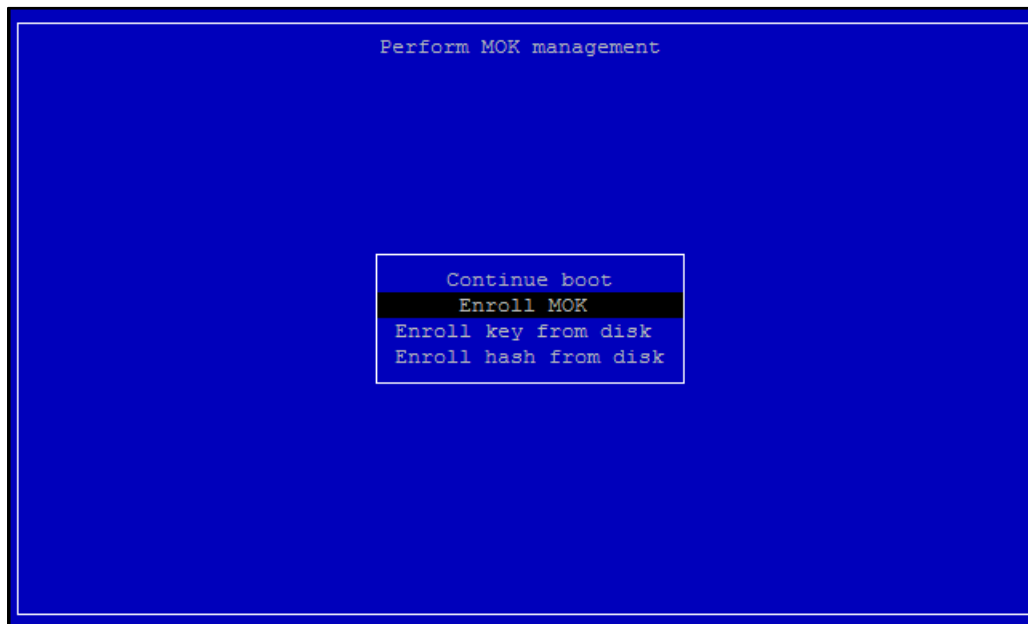 Perform MOK management
Continue boot
Enroll MOK
Enroll key from disk
Enroll hash from disk